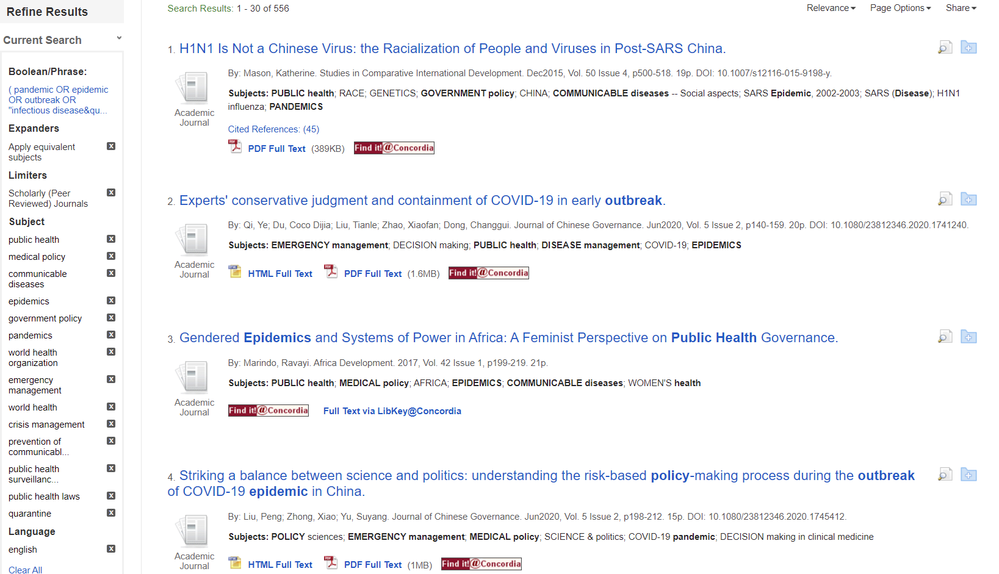 Refine Results
Current Search
Boolean/Phrase:
( pandemic OR epidemic
OR outbreak OR
"infectious disease&qu...
Expanders
Apply equivalent
subjects
Limiters
Scholarly (Peer
Reviewed) Journals
Subject
public health
medical policy
communicable
diseases
epidemics
government policy
pandemics
world health
organization
emergency
management
world health
crisis management
prevention of
communicabl...
public health
surveillanc...
public health laws
quarantine
Language
english
Clear All
Search Results: 1 - 30 of 556
Relevance Page Options Share
1. H1N1 Is Not a Chinese Virus: the Racialization of People and Viruses in Post-SARS China.
Academic
Journal
By: Mason, Katherine. Studies in Comparative International Development. Dec2015, Vol. 50 Issue 4, p500-518. 19p. DOI: 10.1007/s12116-015-9198-y.
Subjects: PUBLIC health; RACE; GENETICS; GOVERNMENT policy; CHINA; COMMUNICABLE diseases -- Social aspects; SARS Epidemic, 2002-2003; SARS (Disease); H1N1
influenza; PANDEMICS
Cited References: (45)
PDF Full Text (389KB) Find it!@Concordia
2. Experts' conservative judgment and containment of COVID-19 in early outbreak.
Academic
Journal
By: Qi, Ye; Du, Coco Dijia; Liu, Tianle; Zhao, Xiaofan; Dong, Changgui. Journal of Chinese Governance. Jun2020, Vol. 5 Issue 2, p140-159. 20p. DOI: 10.1080/23812346.2020.1741240.
Subjects: EMERGENCY management; DECISION making; PUBLIC health; DISEASE management; COVID-19; EPIDEMICS
HTML Full Text PDF Full Text (1.6MB) Find it!@Concordia
3. Gendered Epidemics and Systems of Power in Africa: A Feminist Perspective on Public Health Governance.
Academic
Journal
By: Marindo, Ravayi. Africa Development. 2017, Vol. 42 Issue 1, p199-219. 21p.
Subjects: PUBLIC health; MEDICAL policy; AFRICA; EPIDEMICS; COMMUNICABLE diseases; WOMEN'S health
Find it!@Concordia Full Text via LibKey@Concordia
4. Striking a balance between science and politics: understanding the risk-based policy-making process during the outbreak
of COVID-19 epidemic in China.
Academic
Journal
By: Liu, Peng; Zhong, Xiao; Yu, Suyang. Journal of Chinese Governance. Jun2020, Vol. 5 Issue 2, p198-212. 15p. DOI: 10.1080/23812346.2020.1745412.
Subjects: POLICY sciences; EMERGENCY management; MEDICAL policy; SCIENCE & politics; COVID-19 pandemic; DECISION making in clinical medicine
HTML Full Text PDF Full Text (1MB) Find it!@Concordia